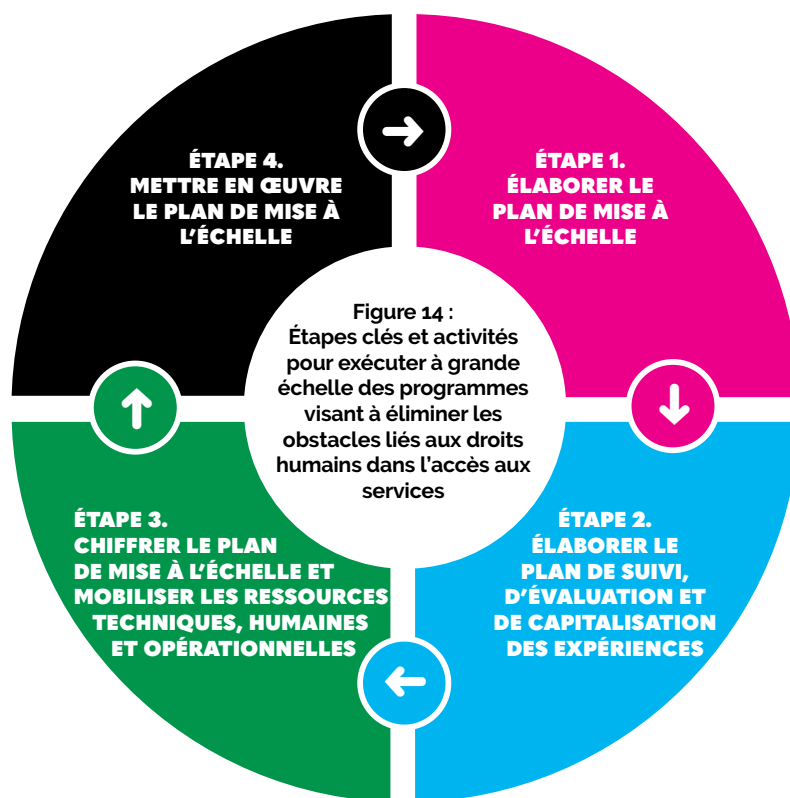 Figure 14 :
Étapes clés et activités
pour exécuter à grande
échelle des programmes
visant à éliminer les
obstacles liés aux droits
humains dans l’accès aux
services
ÉTAPE 1.
ÉLABORER LE
PLAN DE MISE À
L’ÉCHELLE
ÉTAPE 2.
ÉLABORER LE
PLAN DE SUIVI,
D’ÉVALUATION ET
DE CAPITALISATION
DES EXPÉRIENCES
ÉTAPE 3.
CHIFFRER LE PLAN
DE MISE À L’ÉCHELLE ET
MOBILISER LES RESSOURCES
TECHNIQUES, HUMAINES
ET OPÉRATIONNELLES
ÉTAPE 4.
METTRE EN ŒUVRE
LE PLAN DE MISE À
L’ÉCHELLE